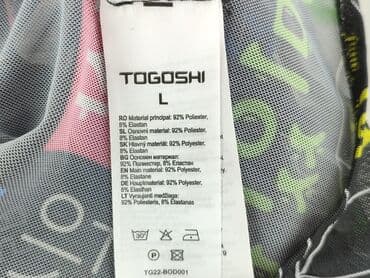 TOGOSHI
L
RO Material principal: 92% Poliester,
8% Elastan
SL Osnovni material: 92% Poliester,
8% Elastan
SK Hlavný materiál: 92% Polyester,
8% Elastan
BG Основен материал:
92% Полиестер, 8% Еластан
EN Main material: 92% Polyester,
8% Elastane
DE Hauptmaterial: 92% Polyester,
8% Elasthan
LT Vyraujanti medžiaga:
92% Poliesteris, 8% Elastanas
30°
P
TG22-BOD001